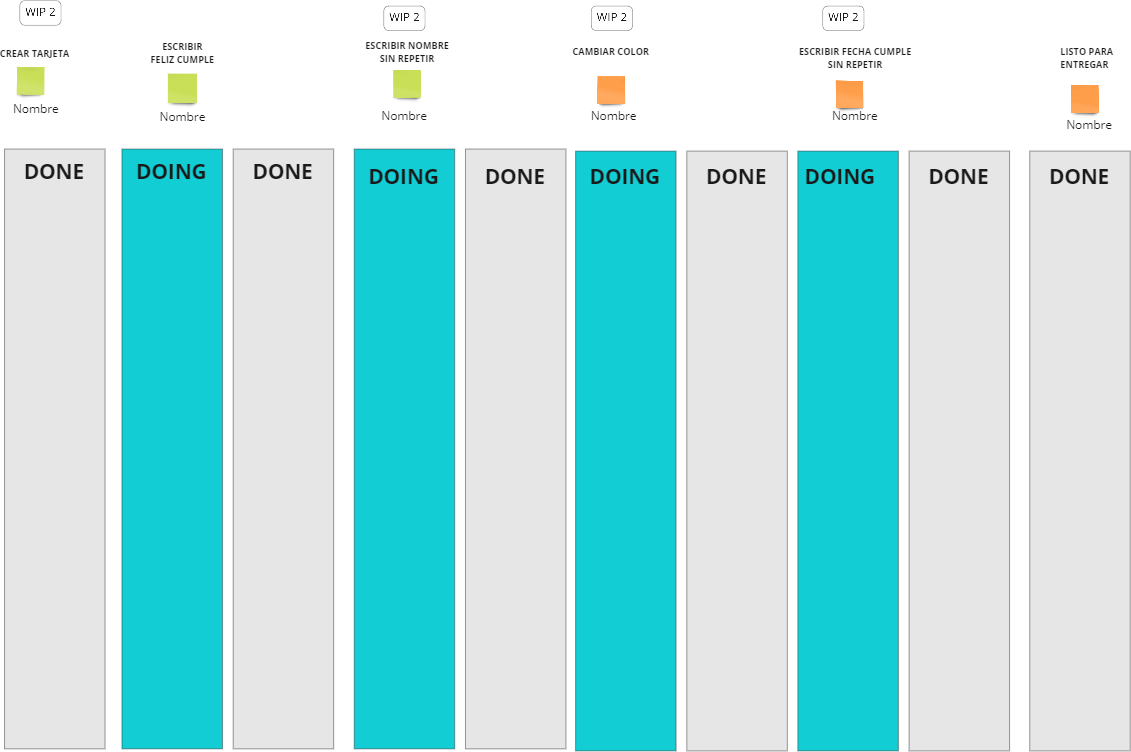 WIP 2
WIP 2
WIP 2
WIP 2
CREAR TARJETA
Nombre
ESCRIBIR
FELIZ CUMPLE
Nombre
ESCRIBIR NOMBRE
SIN REPETIR
Nombre
CAMBIAR COLOR
Nombre
ESCRIBIR FECHA CUMPLE
SIN REPETIR
Nombre
LISTO PARA
ENTREGAR
Nombre
DONE
DOING
DONE
DOING
DONE
DOING
DONE
DOING
DONE
DONE